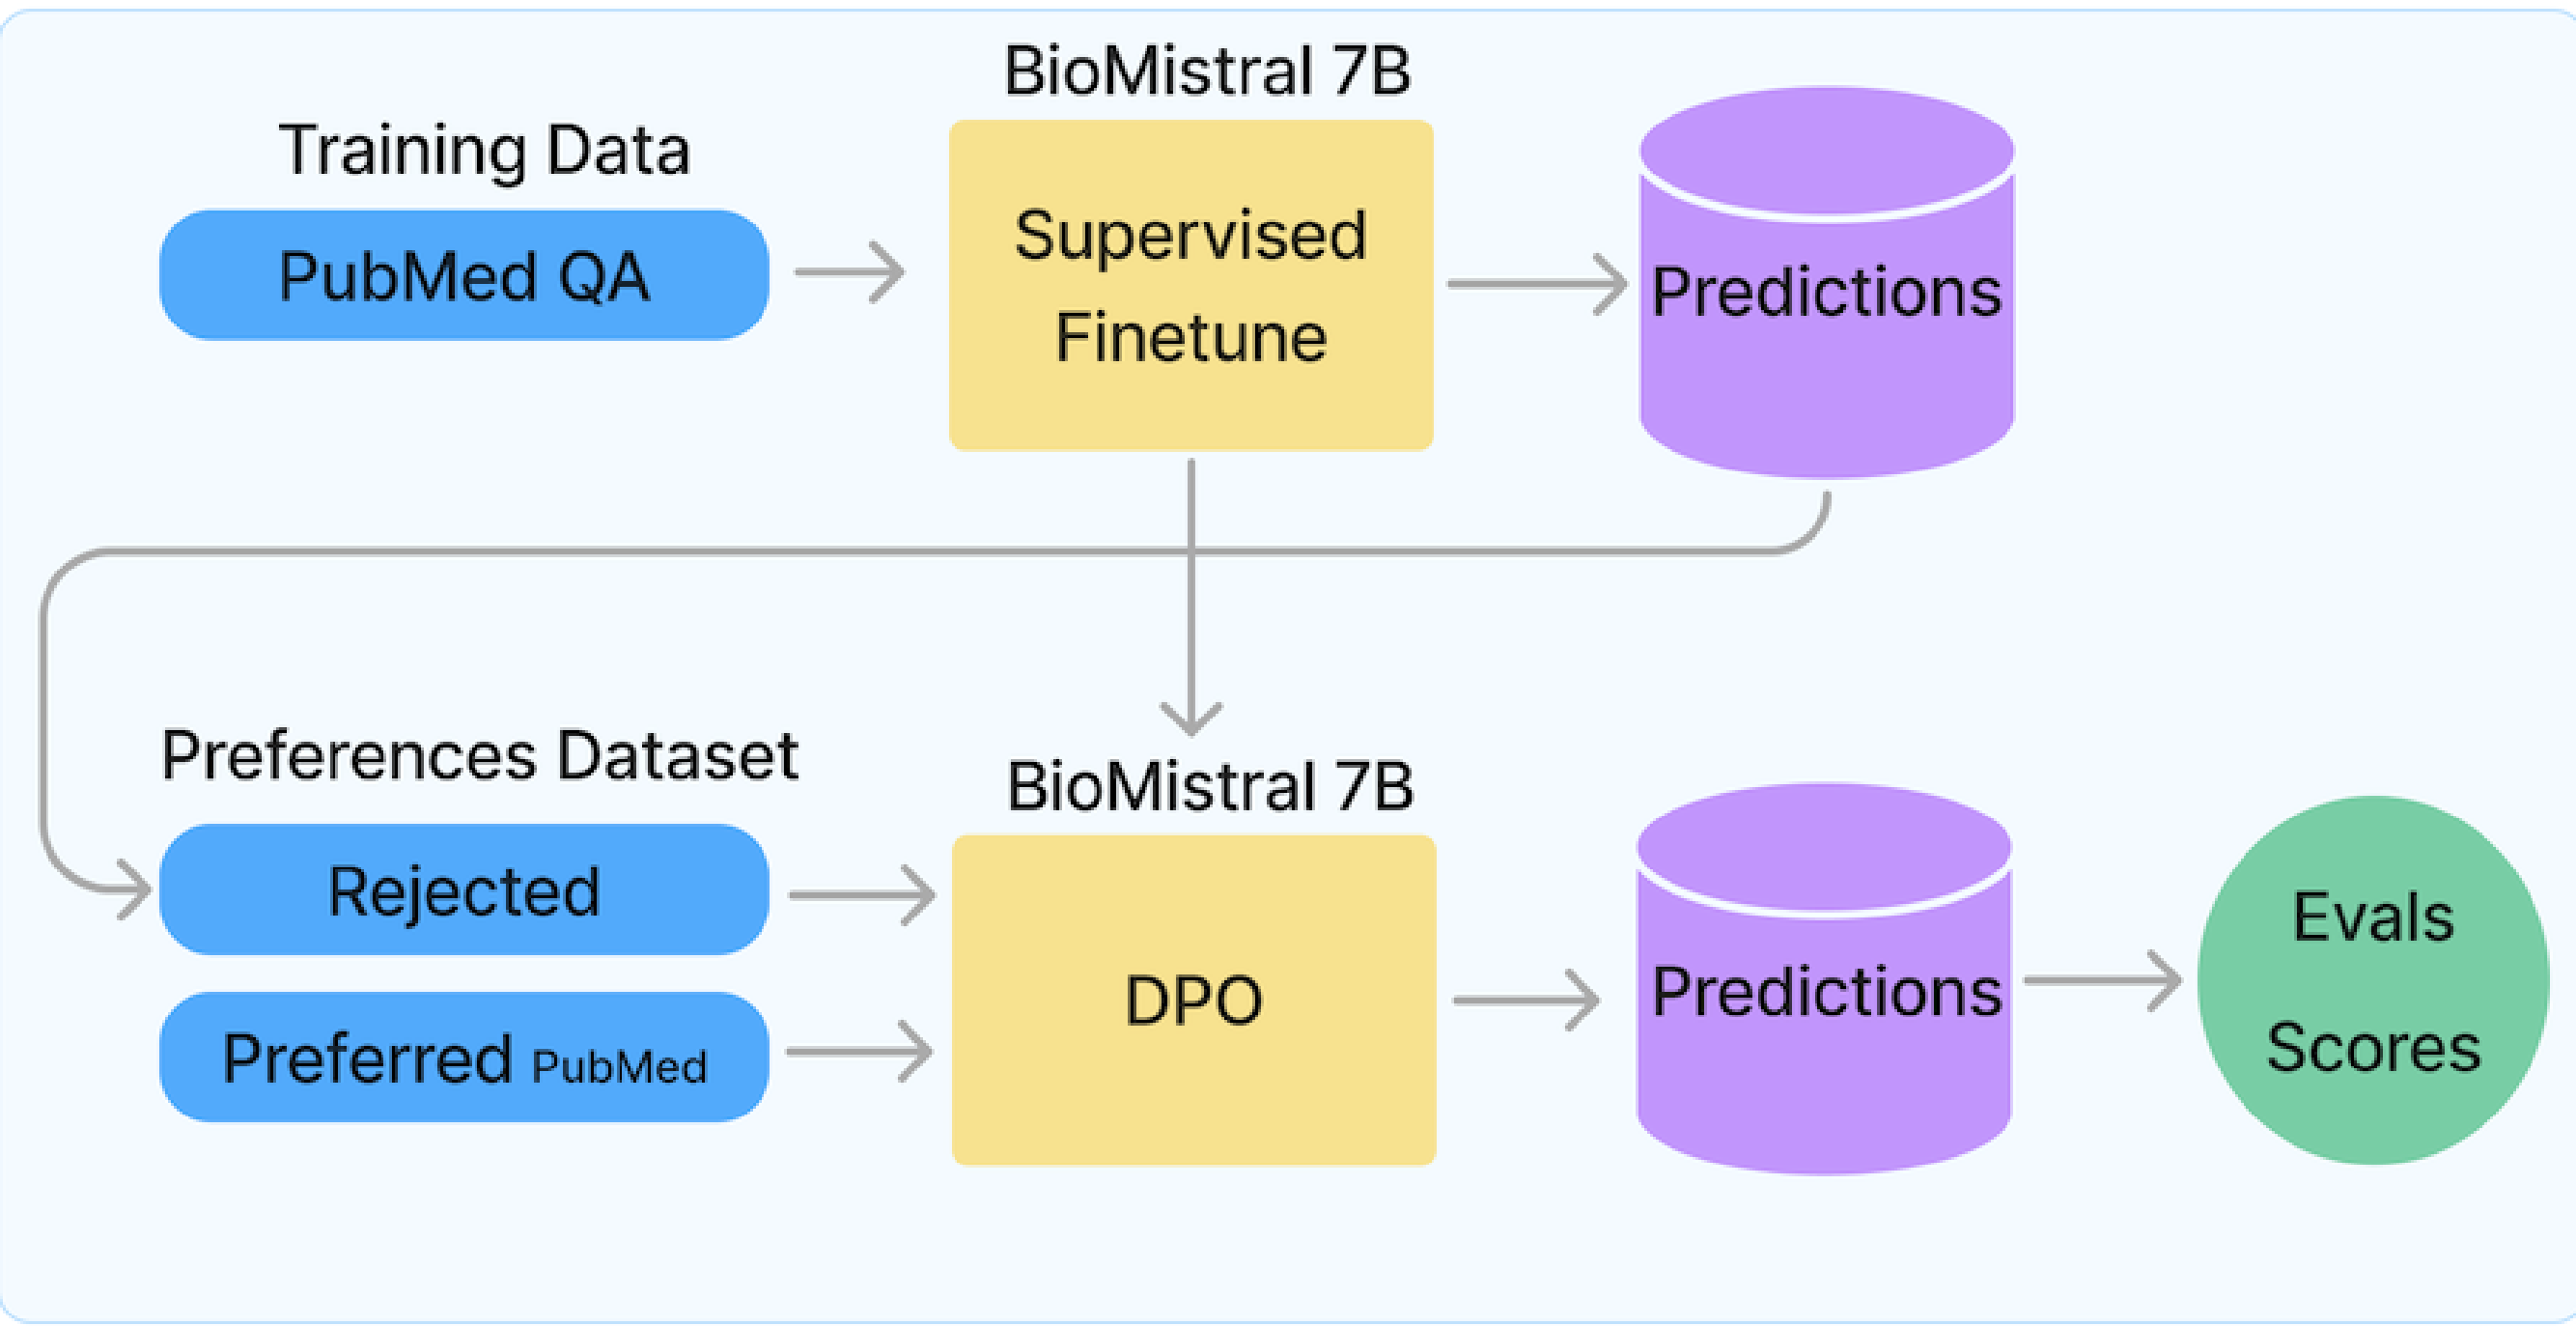 BioMistral 7B
Training Data
PubMed QA
Supervised
Finetune
Predictions
Preferences Dataset
Rejected
Preferred PubMed
BioMistral 7B
DPO
Predictions
Evals
Scores